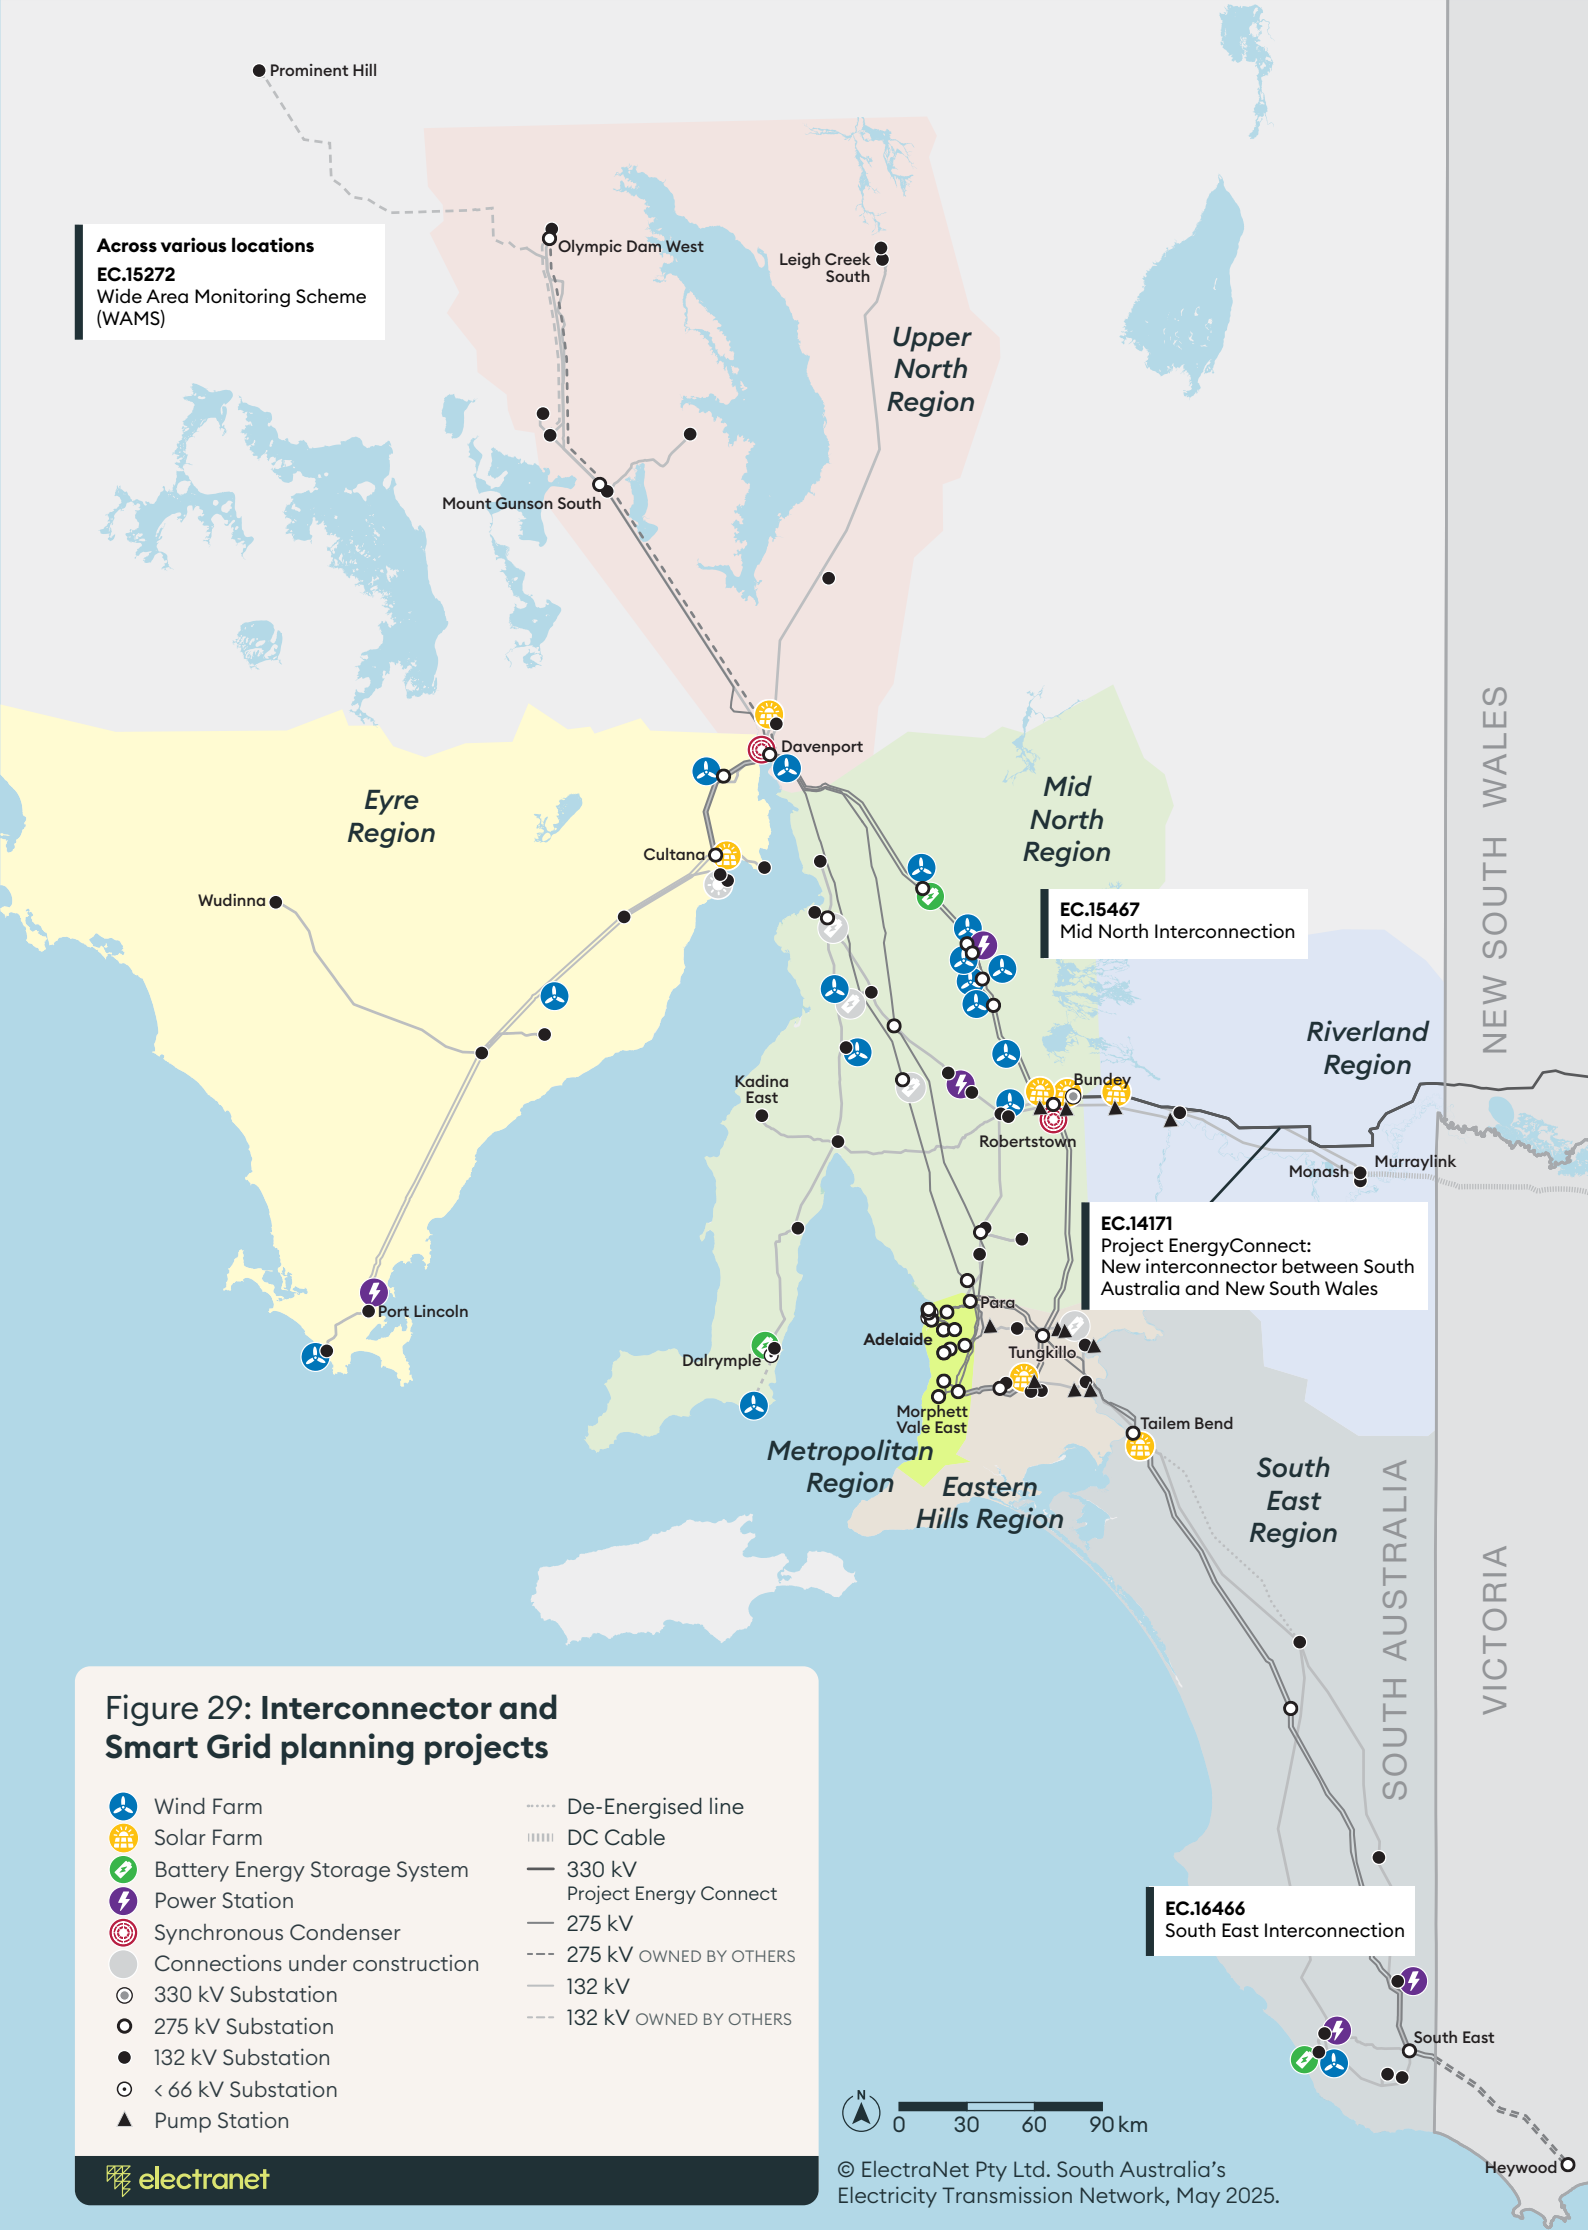 Prominent Hill
Across various locations
EC.15272
Wide Area Monitoring Scheme
(WAMS)
Olympic Dam West
Leigh Creek
South
Upper
North
Region
Mount Gunson South
Davenport
Eyre
Region
Mid
North
Region
Cultana
Wudinna
EC.15467
Mid North Interconnection
NEW SOUTH WALES
Riverland
Region
Kadina
East
Bundey
Robertstown
Monash
Murraylink
EC.14171
Project EnergyConnect:
New interconnector between South
Australia and New South Wales
Port Lincoln
Para
Adelaide
Tungkillo
Dalrymple
Morphett
Vale East
Tailem Bend
Metropolitan
Region
Eastern
Hills Region
South
East
Region
SOUTH AUSTRALIA
VICTORIA
Figure 29: Interconnector and
Smart Grid planning projects
Wind Farm
Solar Farm
Battery Energy Storage System
Power Station
Synchronous Condenser
Connections under construction
330 kV Substation
275 kV Substation
132 kV Substation
< 66 kV Substation
Pump Station
De-Energised line
DC Cable
330 kV
Project Energy Connect
275 kV
275 kV OWNED BY OTHERS
132 kV
132 kV OWNED BY OTHERS
electranet
EC.16466
South East Interconnection
South East
Heywood
N
0 30 60 90 km
© ElectraNet Pty Ltd. South Australia's
Electricity Transmission Network, May 2025.